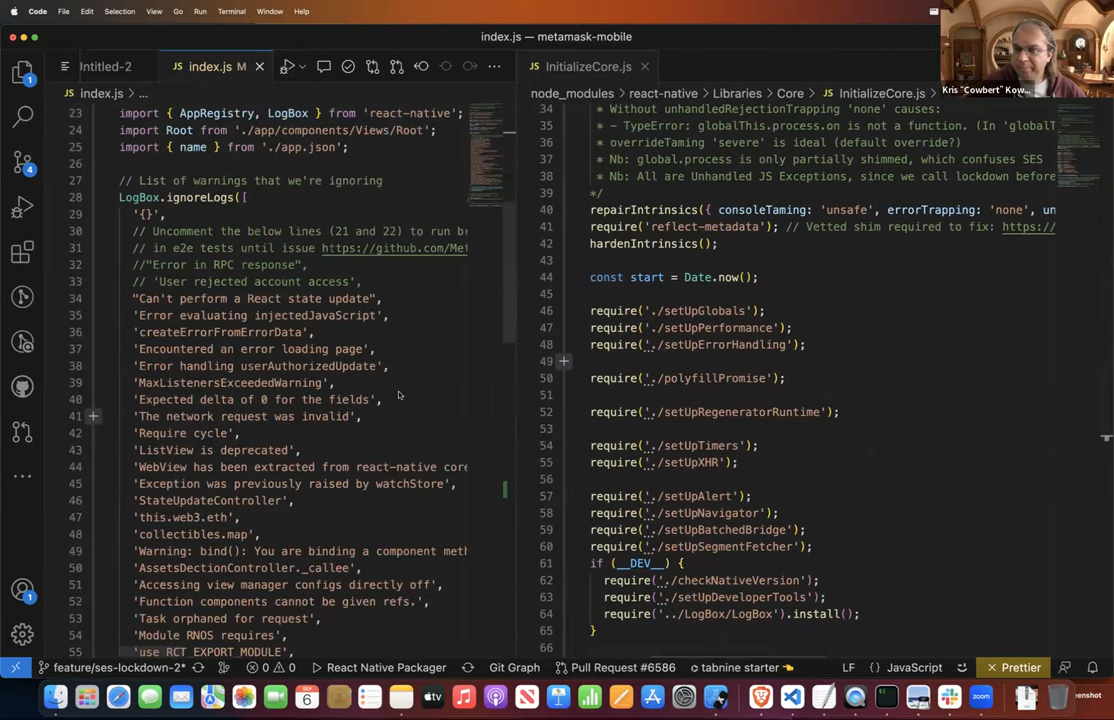 Code File Edit Selection View Go Run Terminal Window Help
index.js — metamask-mobile
Kris "Cowbert" Kow...
Untitled-2 index.js M
InitializeCore.js
index.js > ...
node_modules > react-native > Libraries > Core > InitializeCore.js
23 import { AppRegistry, LogBox } from 'react-native';
24 import Root from './app/components/Views/Root';
25 import { name } from './app.json';
26
27 // List of warnings that we're ignoring
28 LogBox.ignoreLogs([
29 '{}',
30 // Uncomment the below lines (21 and 22) to run br
31 // in e2e tests until issue https://github.com/Met
32 //"Error in RPC response",
33 // 'User rejected account access',
34 "Can't perform a React state update",
35 'Error evaluating injectedJavaScript',
36 'createErrorFromErrorData',
37 'Encountered an error loading page',
38 'Error handling userAuthorizedUpdate',
39 'MaxListenersExceededWarning',
40 'Expected delta of 0 for the fields',
41 'The network request was invalid',
42 'Require cycle',
43 'ListView is deprecated',
44 'WebView has been extracted from react-native core
45 'Exception was previously raised by watchStore',
46 'StateUpdateController',
47 'this.web3.eth',
48 'collectibles.map',
49 'Warning: bind(): You are binding a component meth
50 'AssetsDectionController._callee',
51 'Accessing view manager configs directly off',
52 'Function components cannot be given refs.',
53 'Task orphaned for request',
54 'Module RNOS requires',
55 'use RCT_EXPORT_MODULE',
34 * Without unhandledRejectionTrapping 'none' causes:
35 * - TypeError: globalThis.process.on is not a function. (In 'globalT
36 * overrideTaming 'severe' is ideal (default override?)
37 * Nb: global.process is only partially shimmed, which confuses SES
38 * Nb: All are Unhandled JS Exceptions, since we call lockdown before
39 */
40 repairIntrinsics({ consoleTaming: 'unsafe', errorTrapping: 'none', un
41 require('reflect-metadata'); // Vetted shim required to fix: https://
42 hardenIntrinsics();
43
44 const start = Date.now();
45
46 require('./setUpGlobals');
47 require('./setUpPerformance');
48 require('./setUpErrorHandling');
49
50 require('./polyfillPromise');
51
52 require('./setUpRegeneratorRuntime');
53
54 require('./setUpTimers');
55 require('./setUpXHR');
56
57 require('./setUpAlert');
58 require('./setUpNavigator');
59 require('./setUpBatchedBridge');
60 require('./setUpSegmentFetcher');
61 if (__DEV__) {
62 require('./checkNativeVersion');
63 require('./setUpDeveloperTools');
64 require('../LogBox/LogBox').install();
65 }
66
1
4
1
feature/ses-lockdown-2* 0 0 React Native Packager Git Graph Pull Request #6586 tabnine starter LF {} JavaScript Prettier
SEP 6 tv zoom enshot